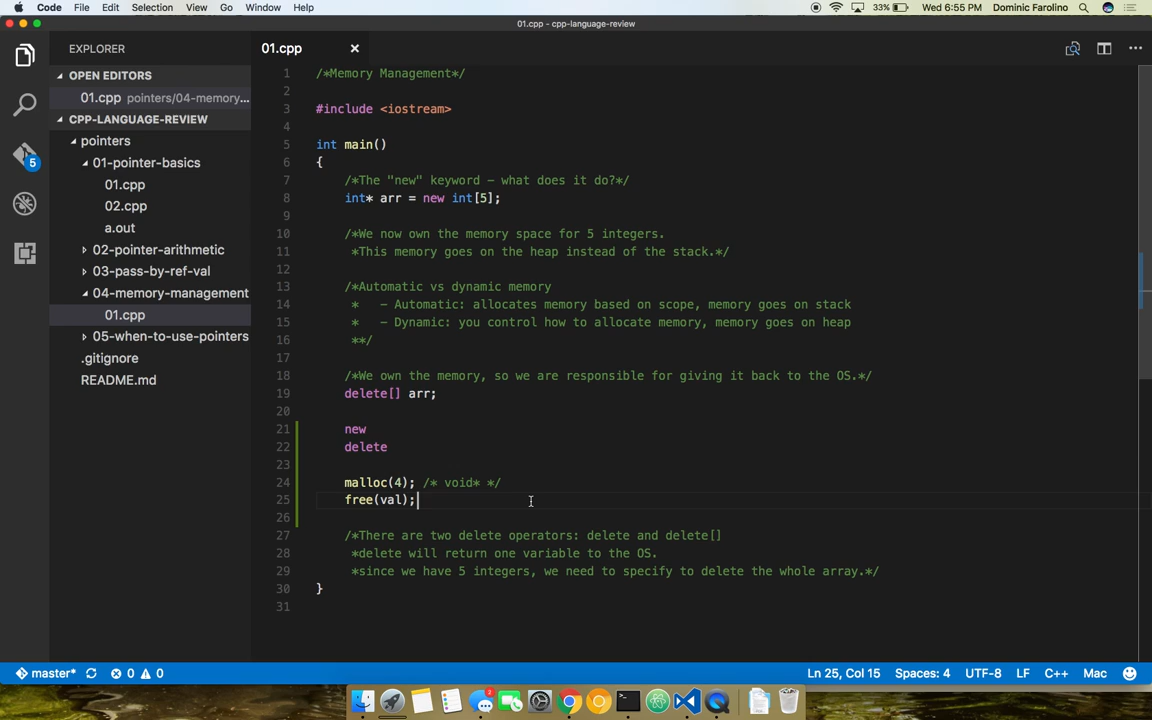 Code File Edit Selection View Go Window Help 33% Wed 6:55 PM Dominic Farolino
01.cpp - cpp-language-review
EXPLORER
OPEN EDITORS
01.cpp pointers/04-memory...
CPP-LANGUAGE-REVIEW
pointers
01-pointer-basics
01.cpp
02.cpp
a.out
02-pointer-arithmetic
03-pass-by-ref-val
04-memory-management
01.cpp
05-when-to-use-pointers
.gitignore
README.md
5
01.cpp
1 /*Memory Management*/
2
3 #include <iostream>
4
5 int main()
6 {
7 /*The "new" keyword - what does it do?*/
8 int* arr = new int[5];
9
10 /*We now own the memory space for 5 integers.
11 *This memory goes on the heap instead of the stack.*/
12
13 /*Automatic vs dynamic memory
14 * - Automatic: allocates memory based on scope, memory goes on stack
15 * - Dynamic: you control how to allocate memory, memory goes on heap
16 **/
17
18 /*We own the memory, so we are responsible for giving it back to the OS.*/
19 delete[] arr;
20
21 new
22 delete
23
24 malloc(4); /* void* */
25 free(val);
26
27 /*There are two delete operators: delete and delete[]
28 *delete will return one variable to the OS.
29 *since we have 5 integers, we need to specify to delete the whole array.*/
30 }
31
master* 0 0 Ln 25, Col 15 Spaces: 4 UTF-8 LF C++ Mac